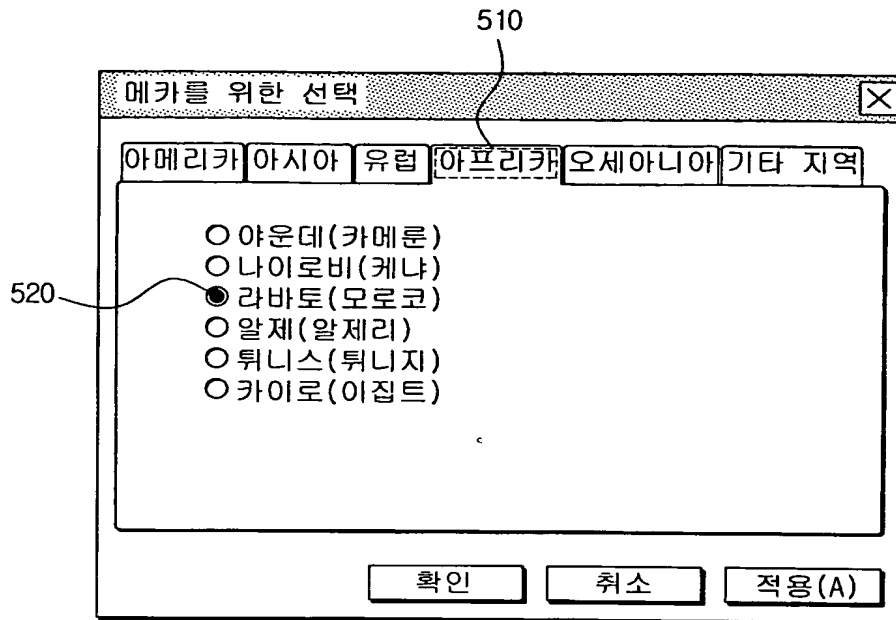 510
메카를 위한 선택
아메리카 아시아 유럽 아프리카 오세아니아 기타 지역
야운데(카메룬)
나이로비(케냐)
520 라바토(모로코)
알제(알제리)
튀니스(튀니지)
카이로(이집트)
확인 취소 적용(A)